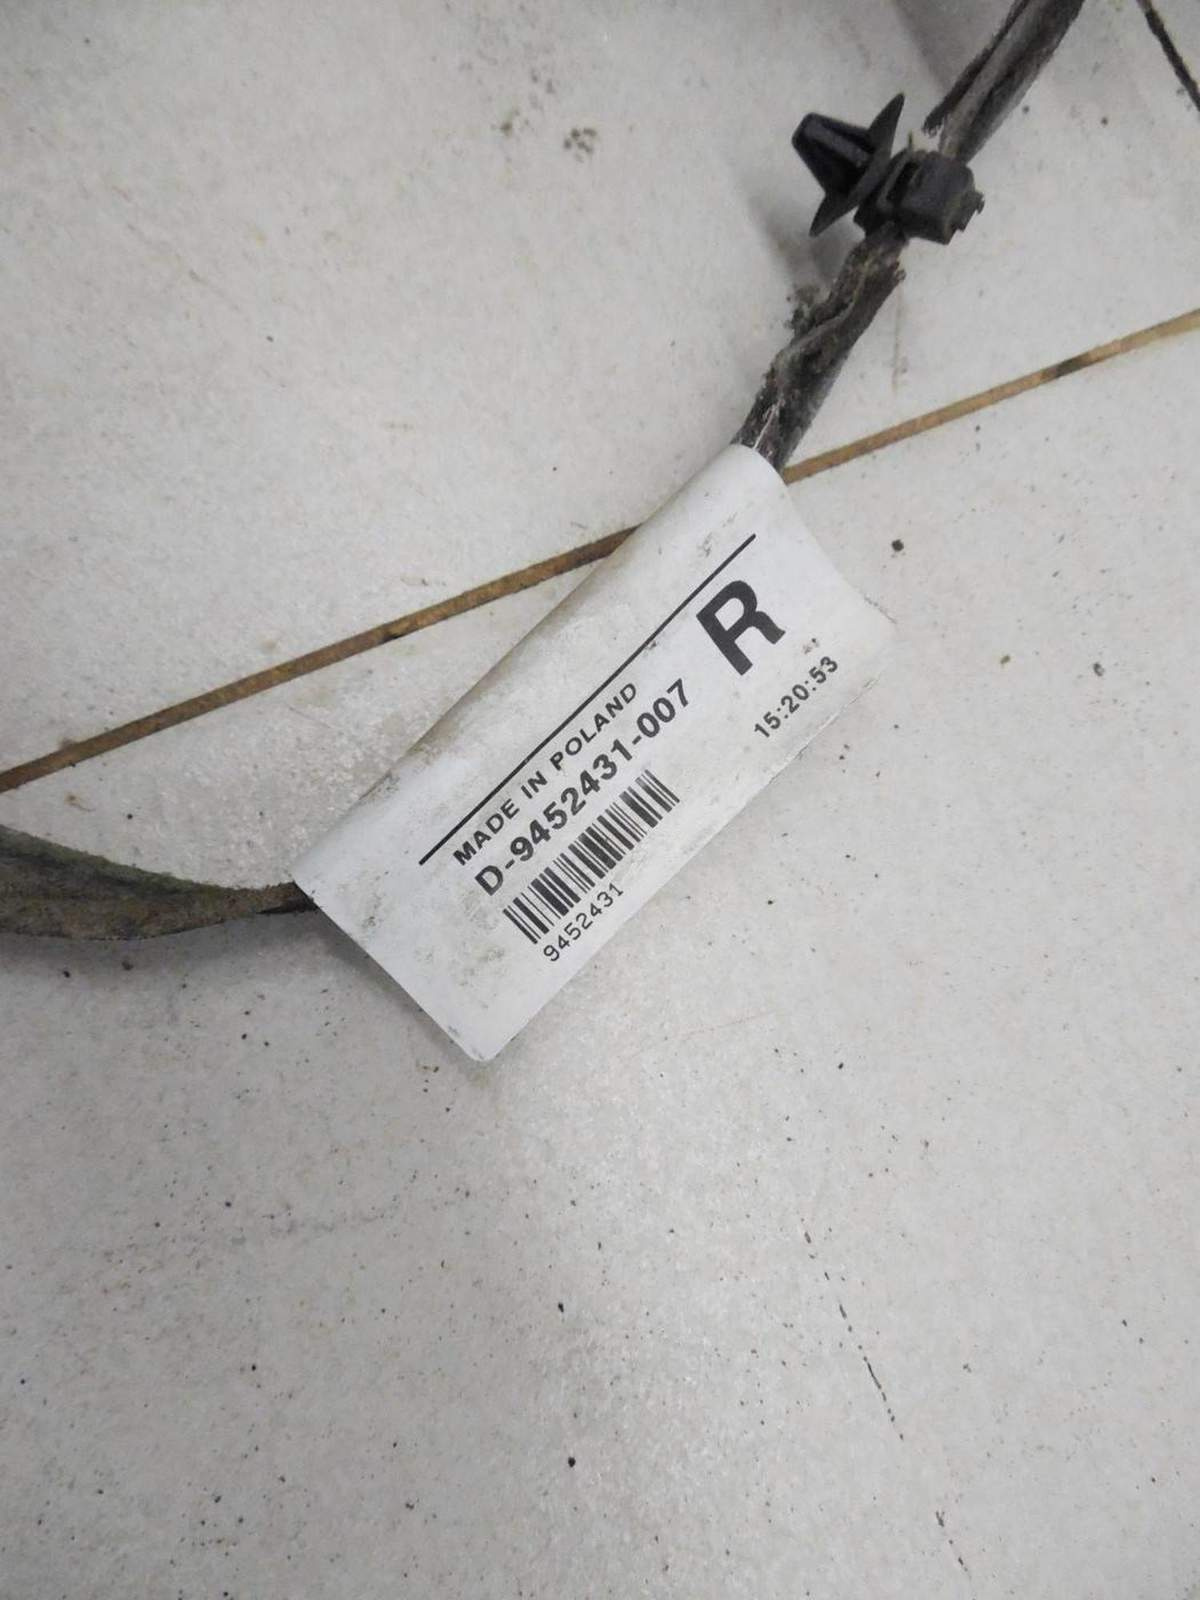 MADE IN POLAND
D-9452431-007
R
15:20:53
9452431